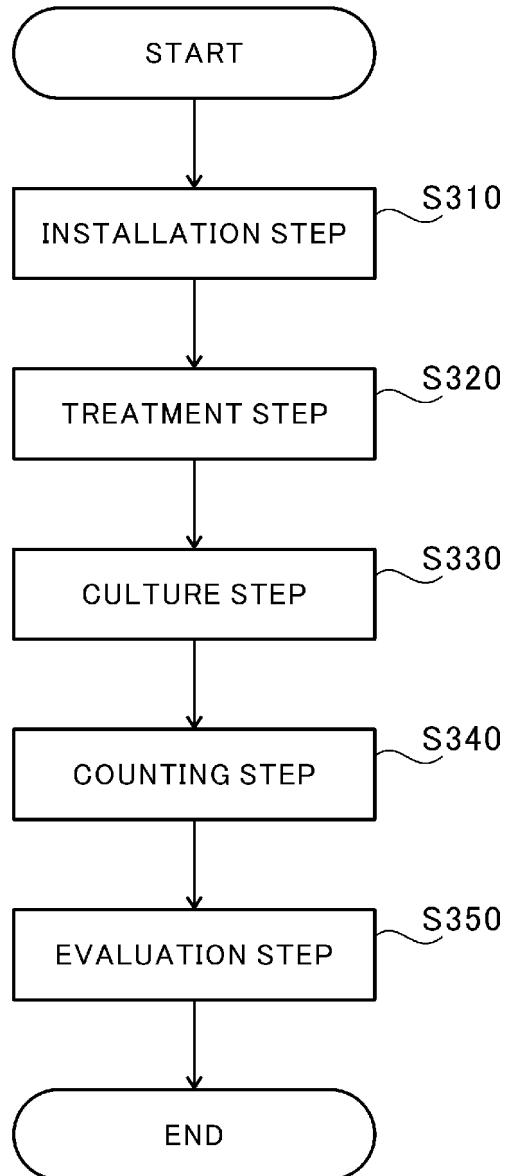 START
S310
INSTALLATION STEP
S320
TREATMENT STEP
S330
CULTURE STEP
S340
COUNTING STEP
S350
EVALUATION STEP
END